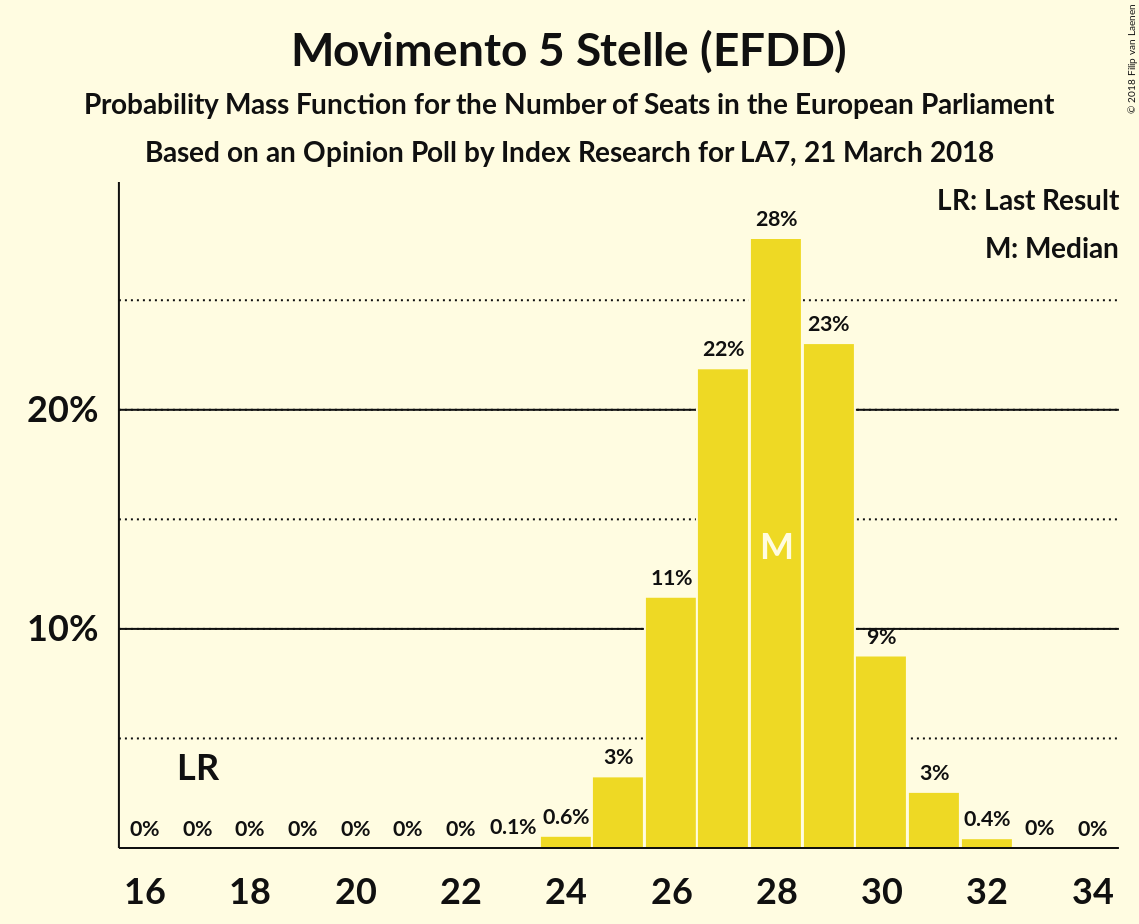 Movimento 5 Stelle (EFDD)
Probability Mass Function for the Number of Seats in the European Parliament
Based on an Opinion Poll by Index Research for LA7, 21 March 2018
© 2018 Filip van Laenen
LR: Last Result
M: Median
28%
23%
22%
20%
M
11%
10%
9%
LR
3%
3%
0% 0% 0% 0% 0% 0% 0% 0.1% 0.6% 0.4% 0% 0%
16 18 20 22 24 26 28 30 32 34